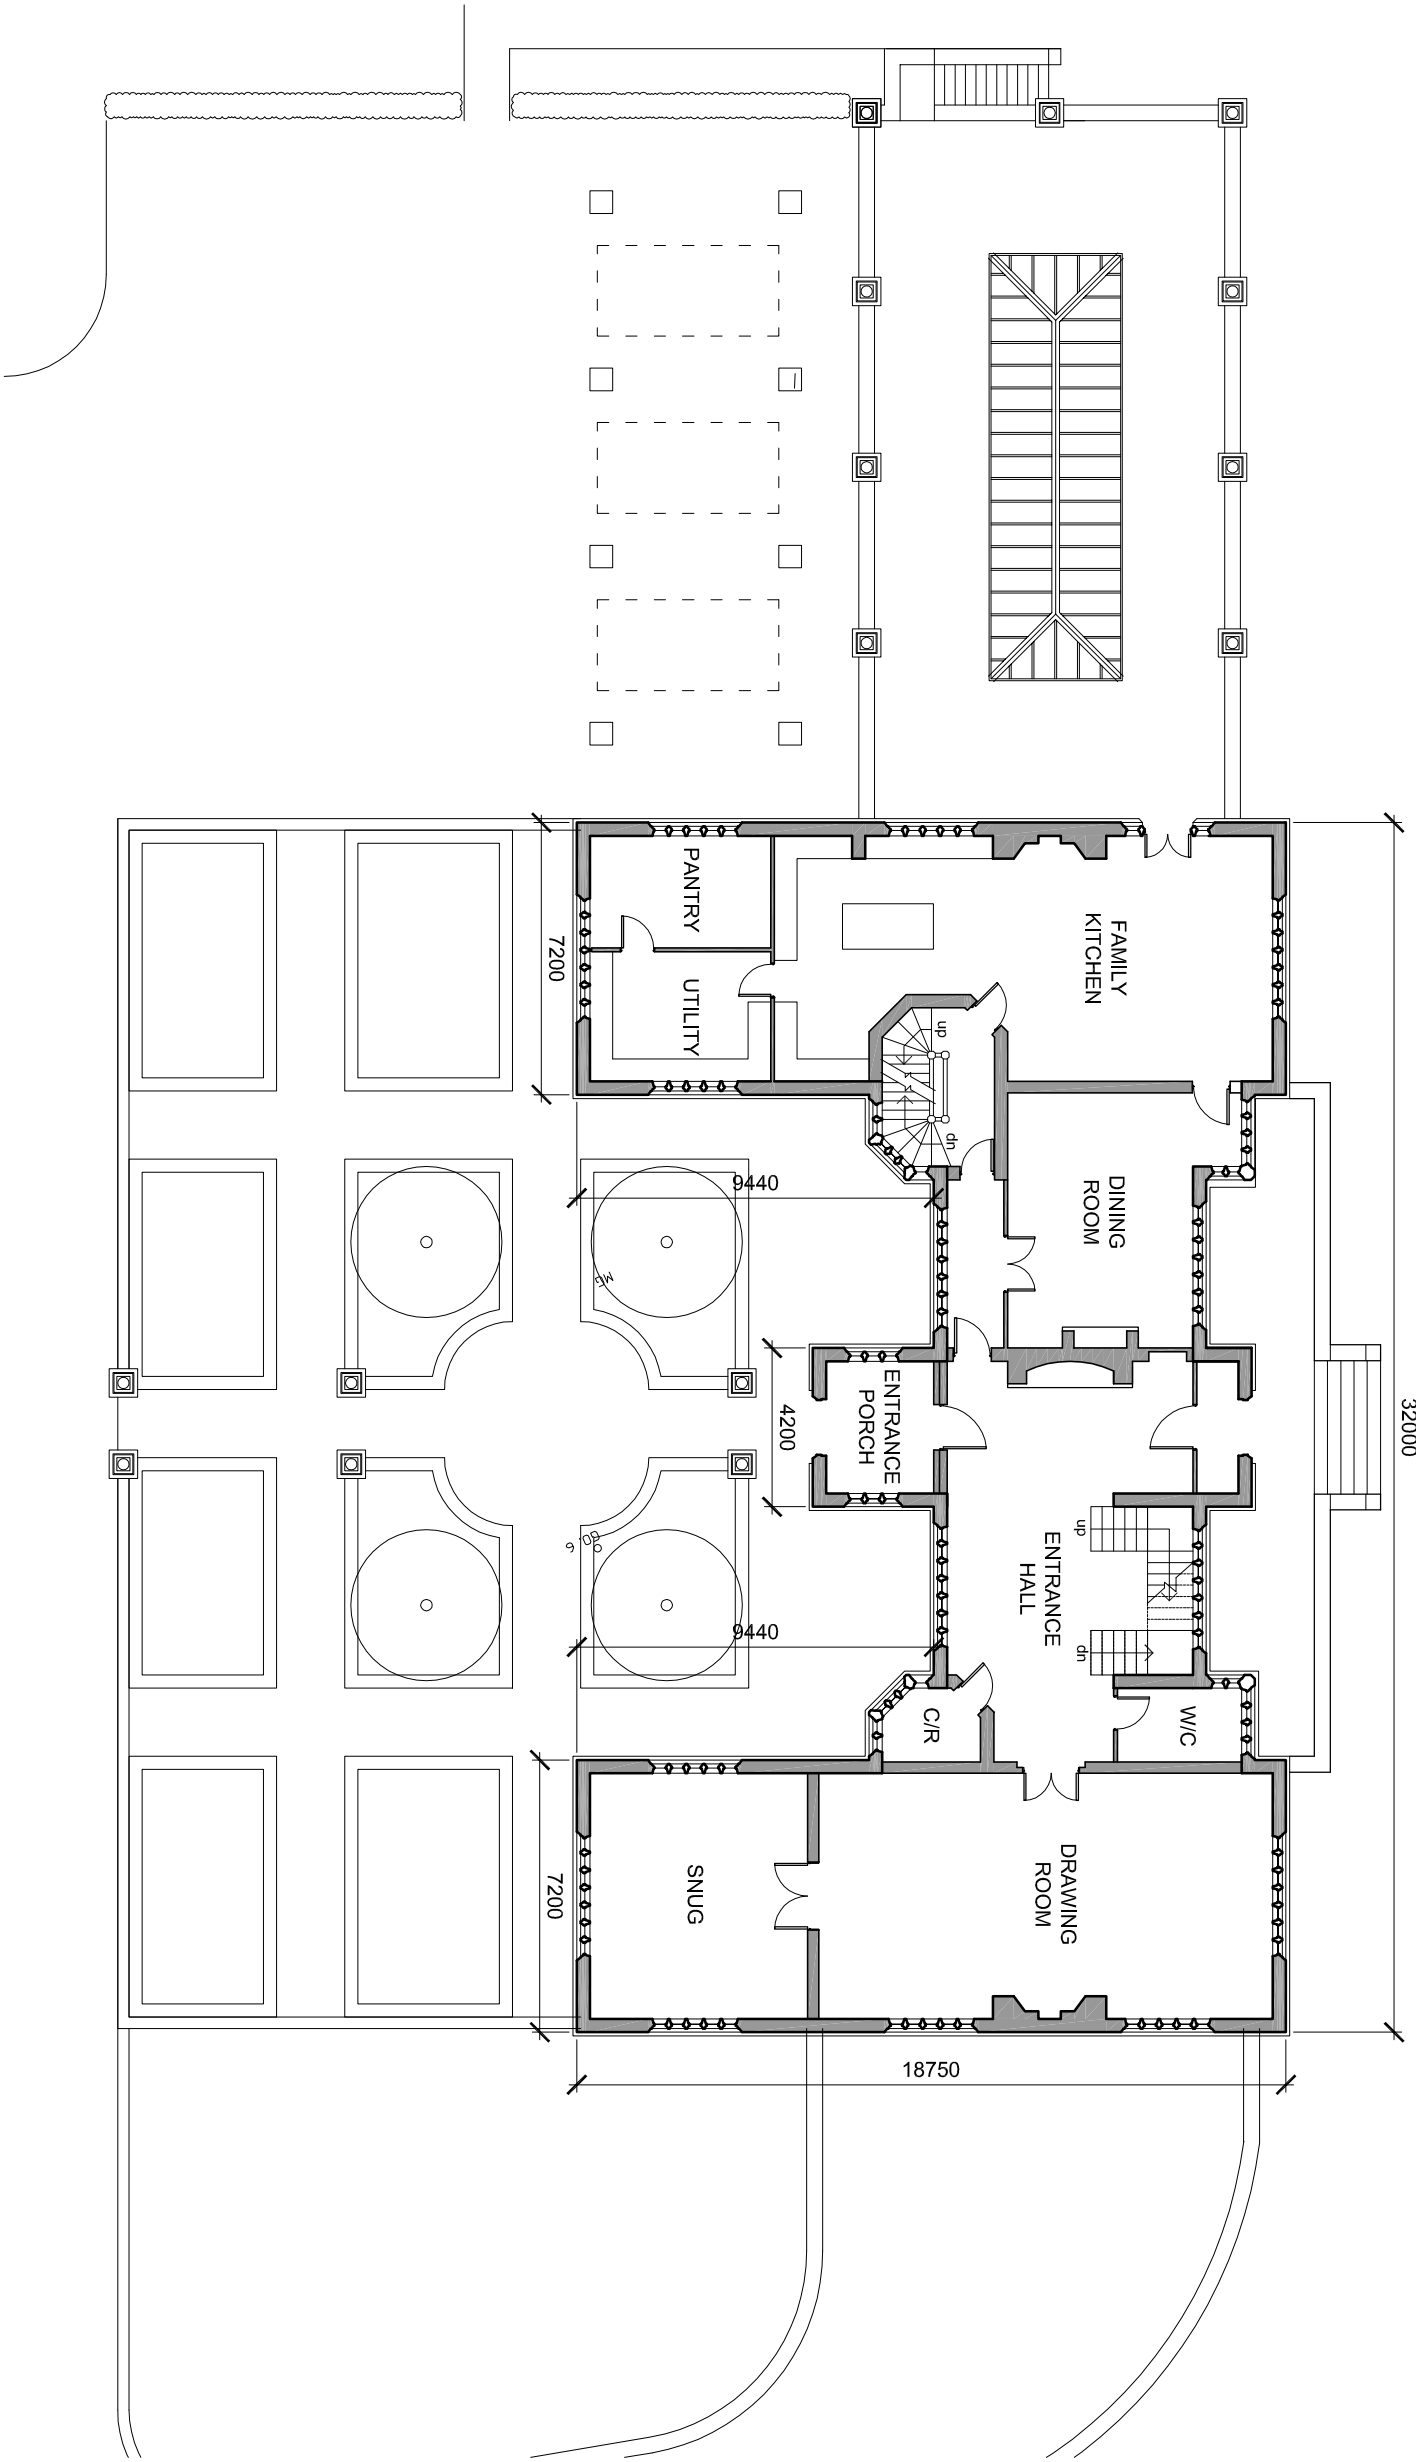 PANTRY
UTILITY
FAMILY
KITCHEN
up
dn
DINING
ROOM
ENTRANCE
PORCH
ENTRANCE
HALL
up
dn
C/R
W/C
SNUG
DRAWING
ROOM
7200
9440
4200
9440
7200
18750
32000